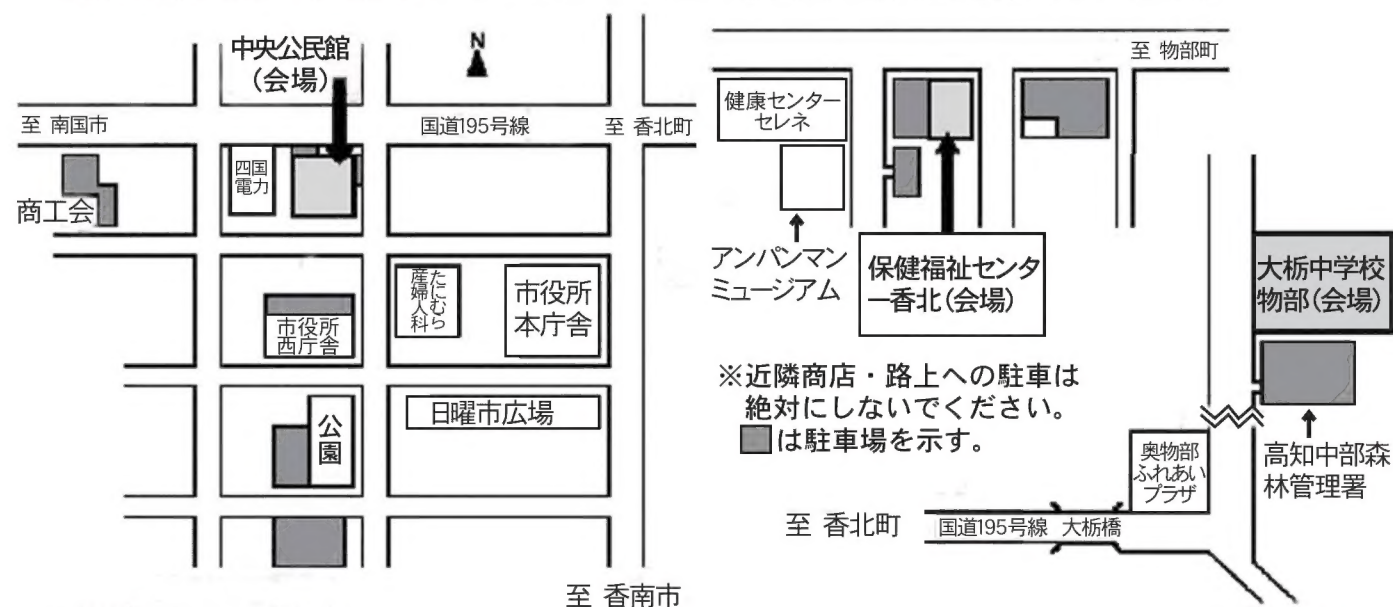 中央公民館
(会場)
N
至 南国市
国道195号線
至 香北町
四国
電力
商工会
たにむら
産婦人科
市役所
本庁舎
市役所
西庁舎
日曜市広場
公園
至 香南市
至 物部町
健康センター
セレネ
アンパンマン
ミュージアム
保健福祉センタ
ー香北(会場)
大栃中学校
物部(会場)
※近隣商店・路上への駐車は
絶対にしないでください。
は駐車場を示す。
奥物部
ふれあい
プラザ
高知中部森
林管理署
至 香北町
国道195号線 大栃橋